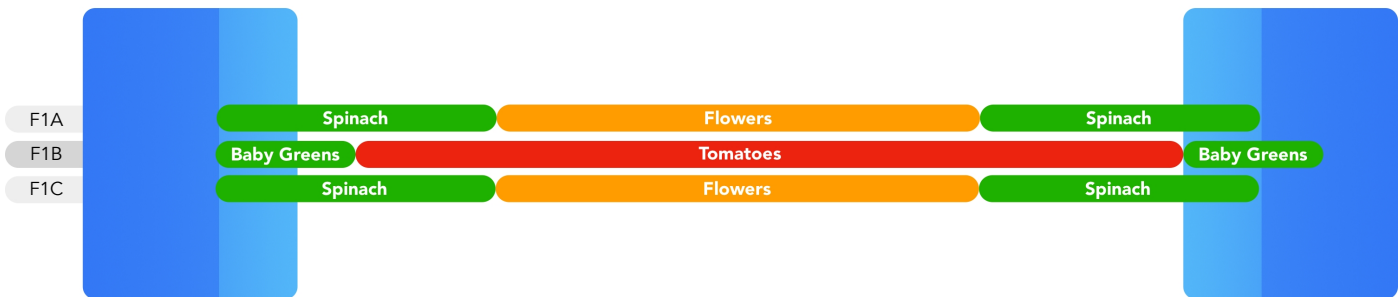 F1A Spinach Flowers Spinach
F1B Baby Greens Tomatoes Baby Greens
F1C Spinach Flowers Spinach